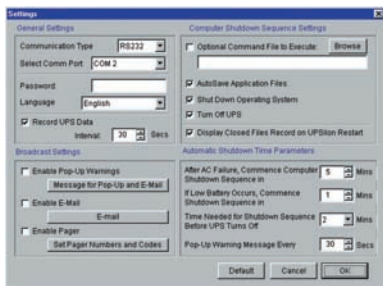 Settings
General Settings
Communication Type RS232
Select Comm Port COM 2
Password
Language English
Record UPS Data
Interval: 30 Secs
Broadcast Settings
Enable Pop-Up Warnings
Message for Pop-Up and E-Mail
Enable E-Mail
E-mail
Enable Pager
Set Pager Numbers and Codes
Computer Shutdown Sequence Settings
Optional Command File to Execute: Browse
AutoSave Application Files
Shut Down Operating System
Turn Off UPS
Display Closed Files Record on UPSilon Restart
Automatic Shutdown Time Parameters
After AC Failure, Commence Computer
Shutdown Sequence in 5 Mins
If Low Battery Occurs, Commence
Shutdown Sequence in 1 Mins
Time Needed for Shutdown Sequence
Before UPS Turns Off 2 Mins
Pop-Up Warning Message Every 30 Secs
Default Cancel OK